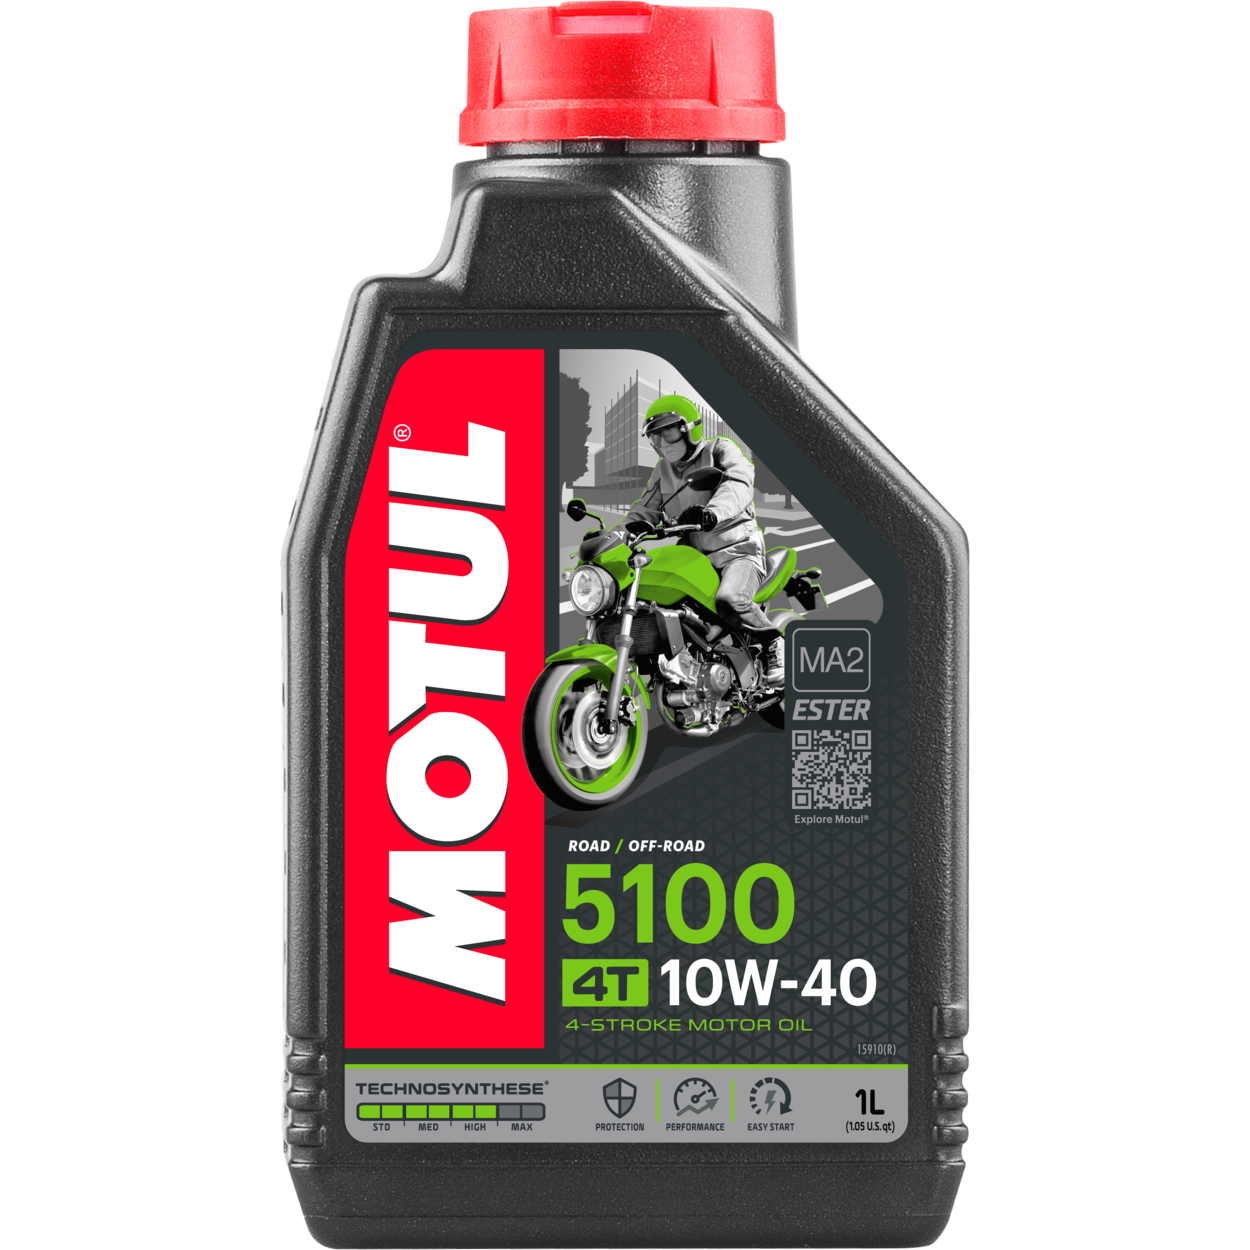 MOTUL®
MA2
ESTER
Explore Motul®
ROAD / OFF-ROAD
5100
4T 10W-40
4-STROKE MOTOR OIL
15910(R)
TECHNOSYNTHESE®
STD MED HIGH MAX
PROTECTION PERFORMANCE EASY START
1L
(1.05 U.S.qt)